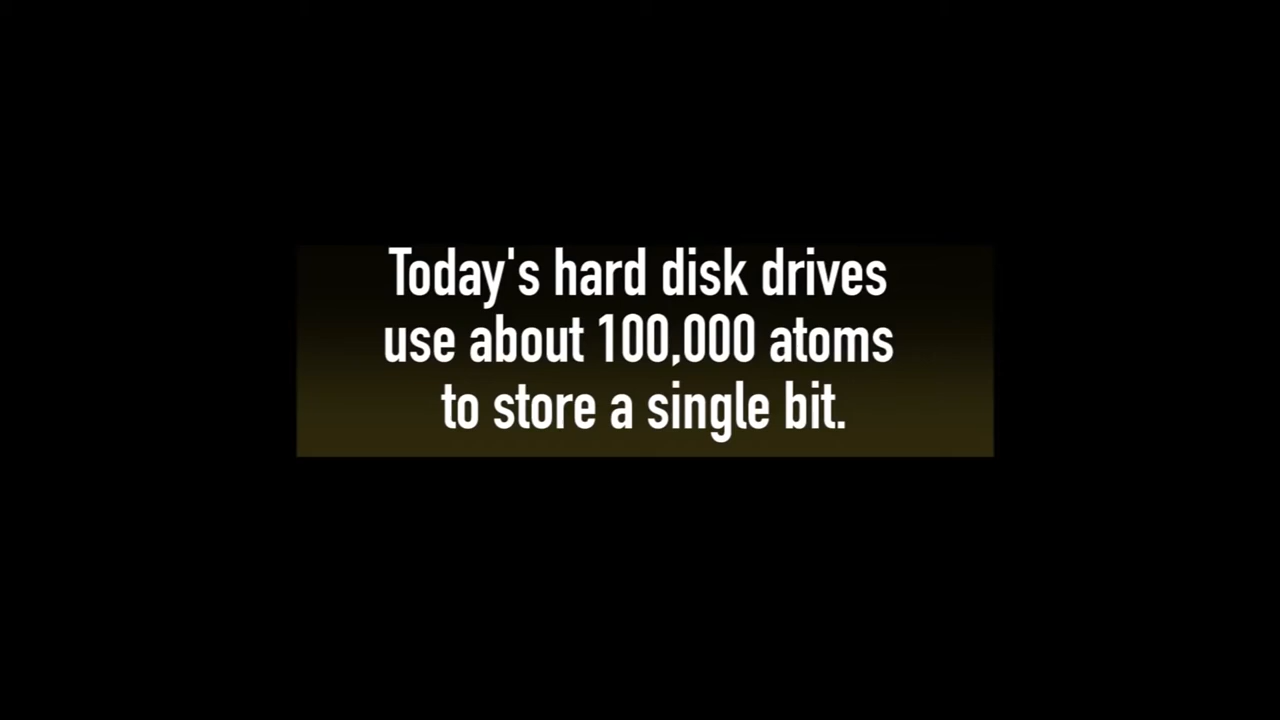 Today's hard disk drives
use about 100,000 atoms
to store a single bit.